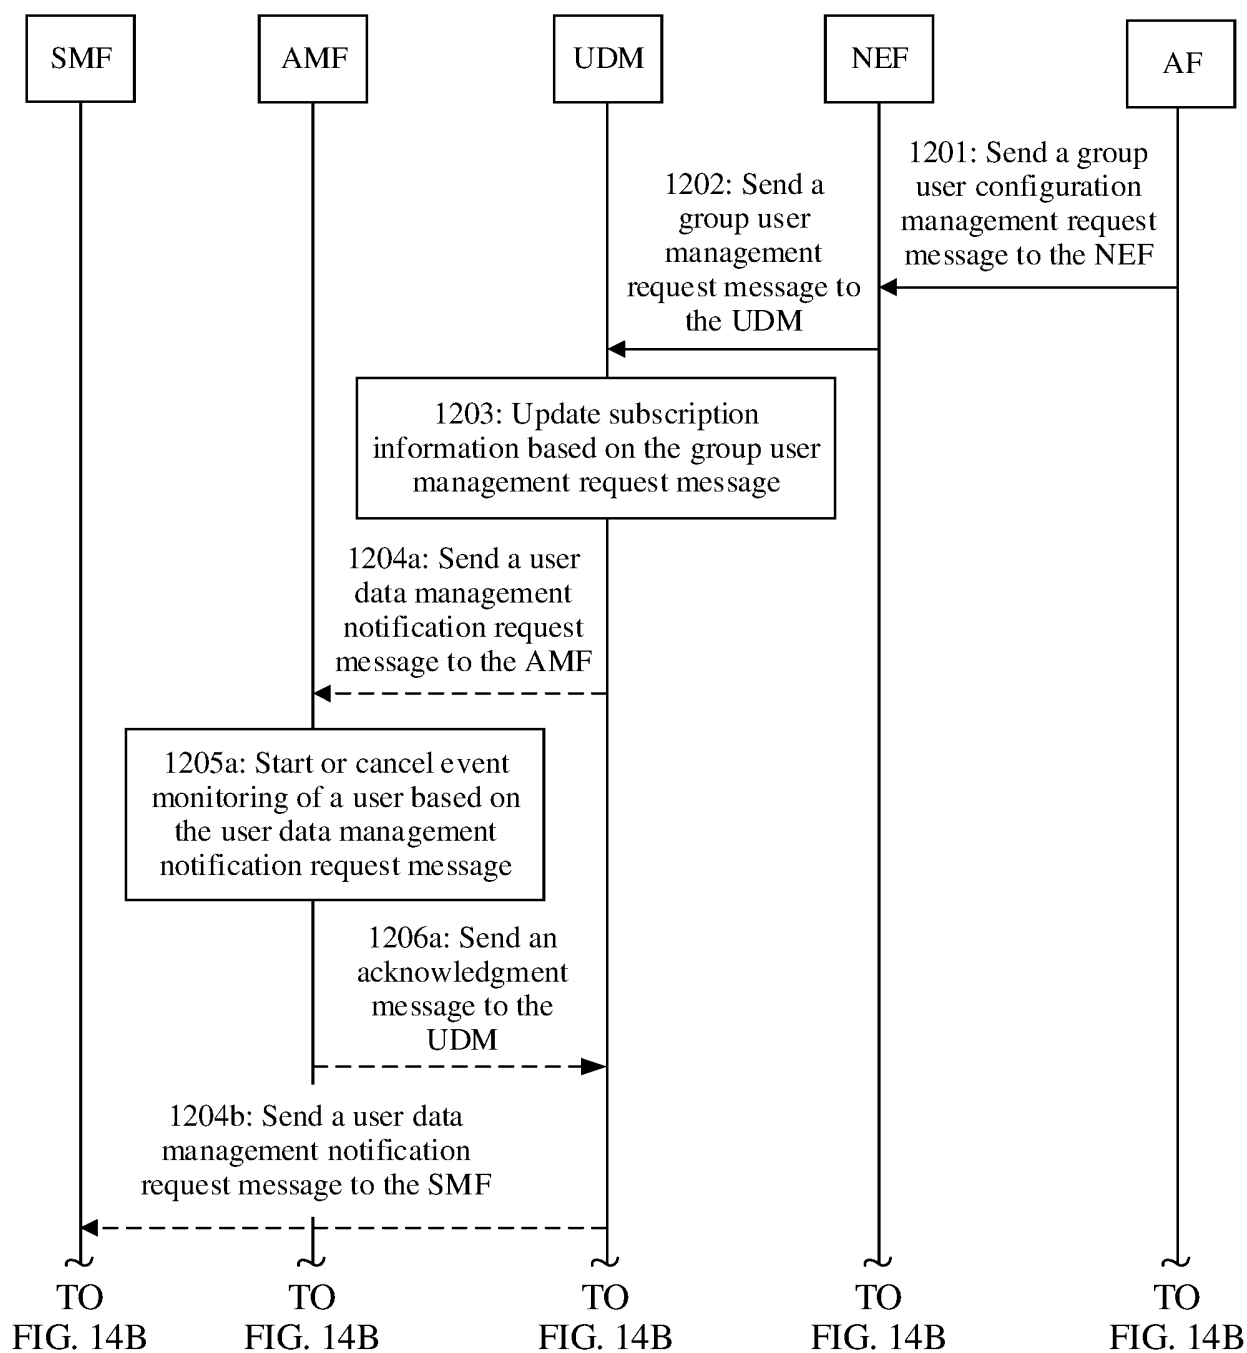 SMF
AMF
UDM
NEF
AF
1201: Send a group
user configuration
management request
message to the NEF
1202: Send a
group user
management
request message to
the UDM
1203: Update subscription
information based on the group user
management request message
1204a: Send a user
data management
notification request
message to the AMF
1205a: Start or cancel event
monitoring of a user based on
the user data management
notification request message
1206a: Send an
acknowledgment
message to the
UDM
1204b: Send a user data
management notification
request message to the SMF
TO
FIG. 14B
TO
FIG. 14B
TO
FIG. 14B
TO
FIG. 14B
TO
FIG. 14B